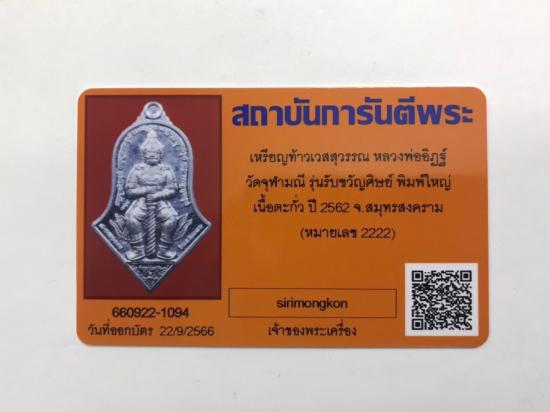 สถาบันการันตีพระ
เหรียญท้าวเวสสุวรรณ หลวงพ่ออิฏฐ์
วัดจุฬามณี รุ่นรับขวัญศิษย์ พิมพ์ใหญ่
เนื้อตะกั่ว ปี 2562 จ.สมุทรสงคราม
(หมายเลข 2222)
sirimongkon
เจ้าของพระเครื่อง
660922-1094
วันที่ออกบัตร 22/9/2566